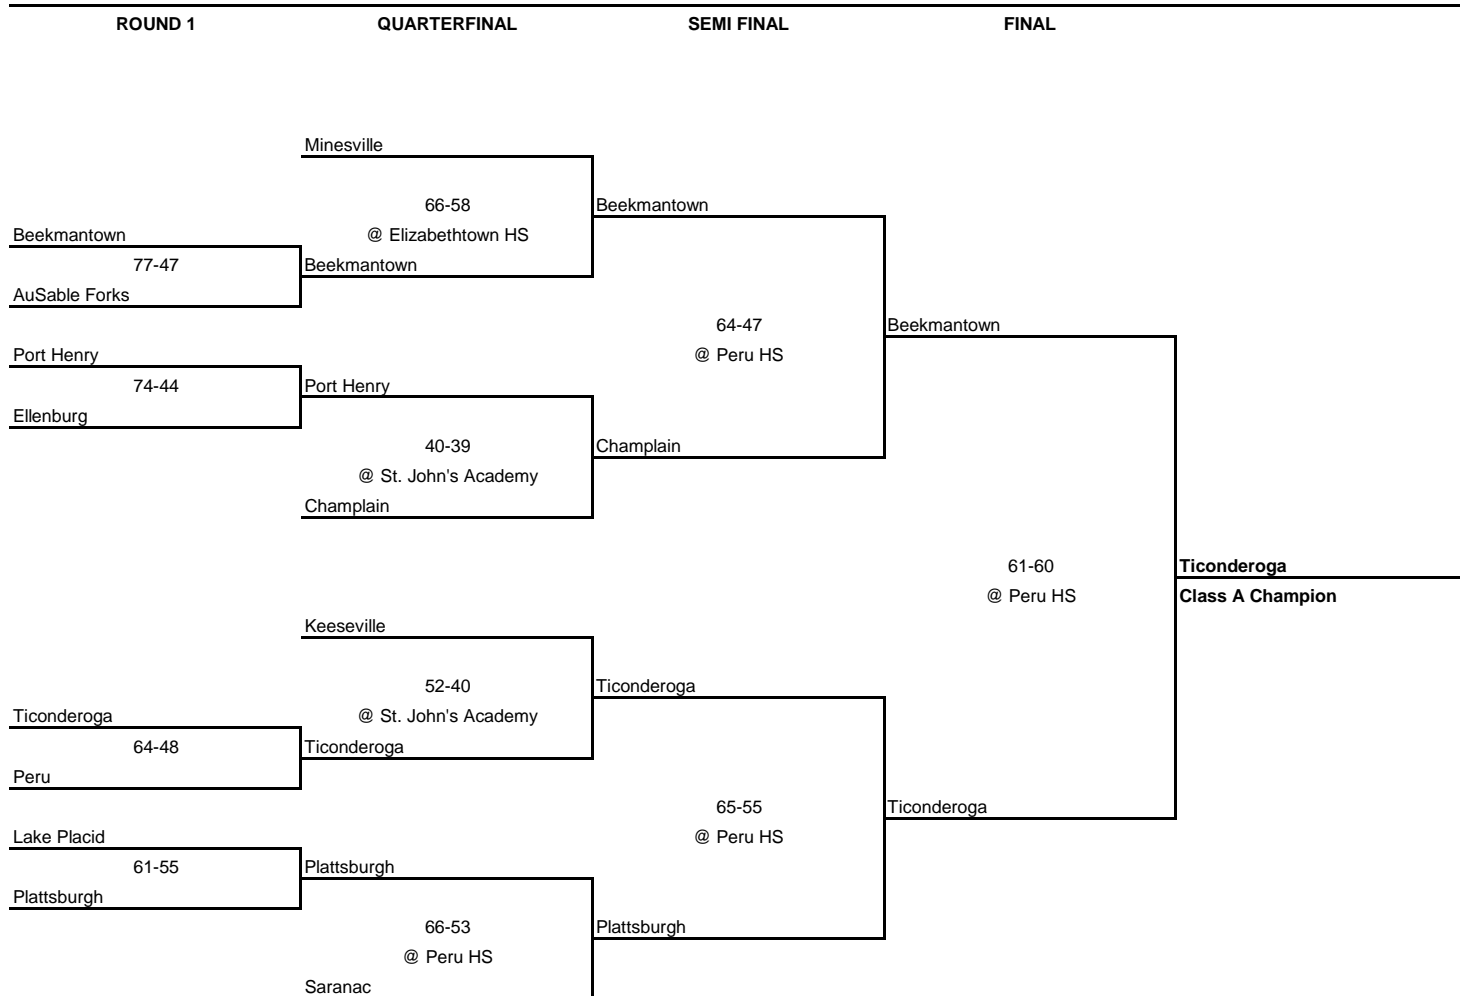 ROUND 1 QUARTERFINAL SEMI FINAL FINAL
Minesville
66-58 Beekmantown
Beekmantown @ Elizabethtown HS
77-47 Beekmantown
AuSable Forks
64-47 Beekmantown
Port Henry @ Peru HS
74-44 Port Henry
Ellenburg
40-39 Champlain
@ St. John's Academy
Champlain
61-60 Ticonderoga
@ Peru HS Class A Champion
Keeseville
52-40 Ticonderoga
Ticonderoga @ St. John's Academy
64-48 Ticonderoga
Peru
65-55 Ticonderoga
Lake Placid @ Peru HS
61-55 Plattsburgh
Plattsburgh
66-53 Plattsburgh
@ Peru HS
Saranac